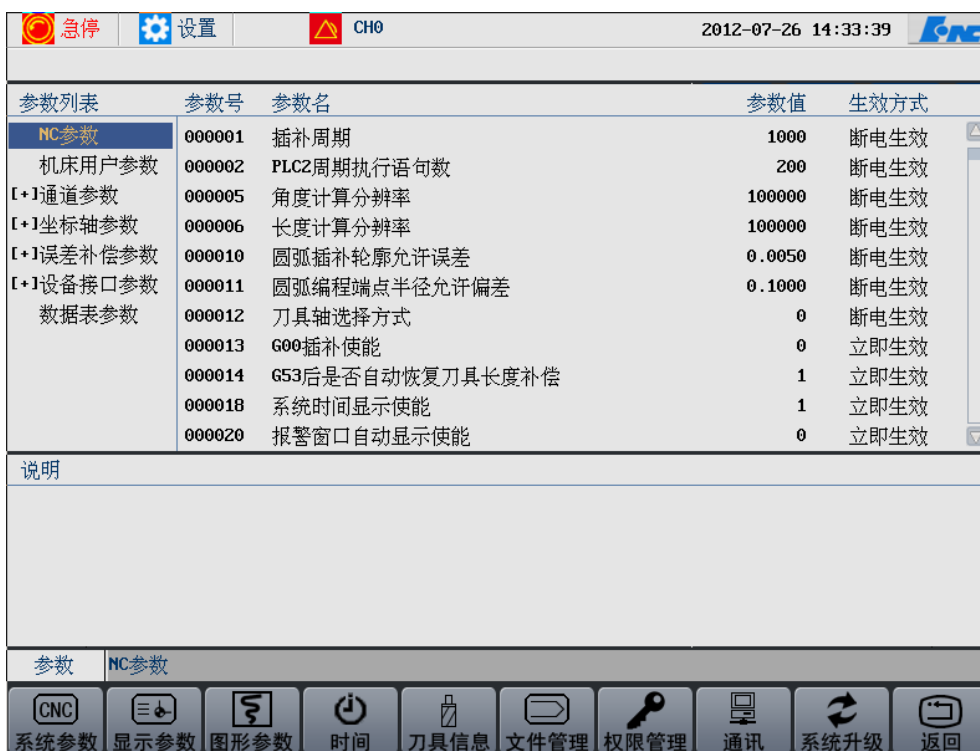 急停 设置 CH0 2012-07-26 14:33:39
参数列表 参数号 参数名 参数值 生效方式
NC参数 000001 插补周期 1000 断电生效
机床用户参数 000002 PLC2周期执行语句数 200 断电生效
[+]通道参数 000005 角度计算分辨率 100000 断电生效
[+]坐标轴参数 000006 长度计算分辨率 100000 断电生效
[+]误差补偿参数 000010 圆弧插补轮廓允许误差 0.0050 断电生效
[+]设备接口参数 000011 圆弧编程端点半径允许偏差 0.1000 断电生效
数据表参数 000012 刀具轴选择方式 0 断电生效
000013 G00插补使能 0 立即生效
000014 G53后是否自动恢复刀具长度补偿 1 立即生效
000018 系统时间显示使能 1 立即生效
000020 报警窗口自动显示使能 0 立即生效
说明
参数 NC参数
CNC
系统参数 显示参数 图形参数 时间 刀具信息 文件管理 权限管理 通讯 系统升级 返回